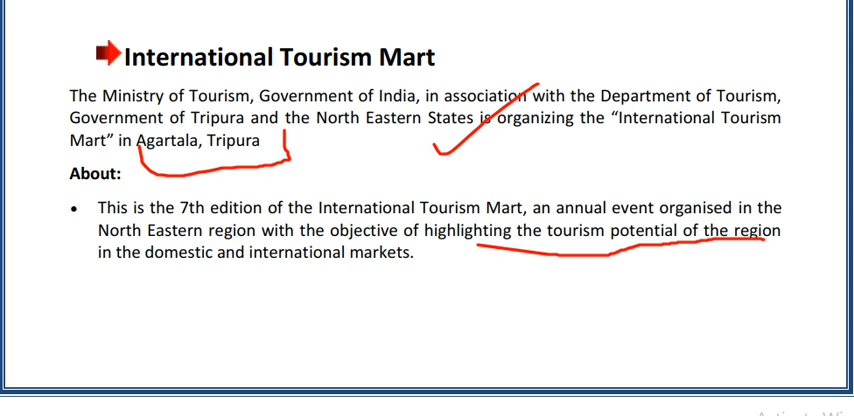 International Tourism Mart
The Ministry of Tourism, Government of India, in association with the Department of Tourism,
Government of Tripura and the North Eastern States is organizing the “International Tourism
Mart” in Agartala, Tripura
About:
• This is the 7th edition of the International Tourism Mart, an annual event organised in the
North Eastern region with the objective of highlighting the tourism potential of the region
in the domestic and international markets.